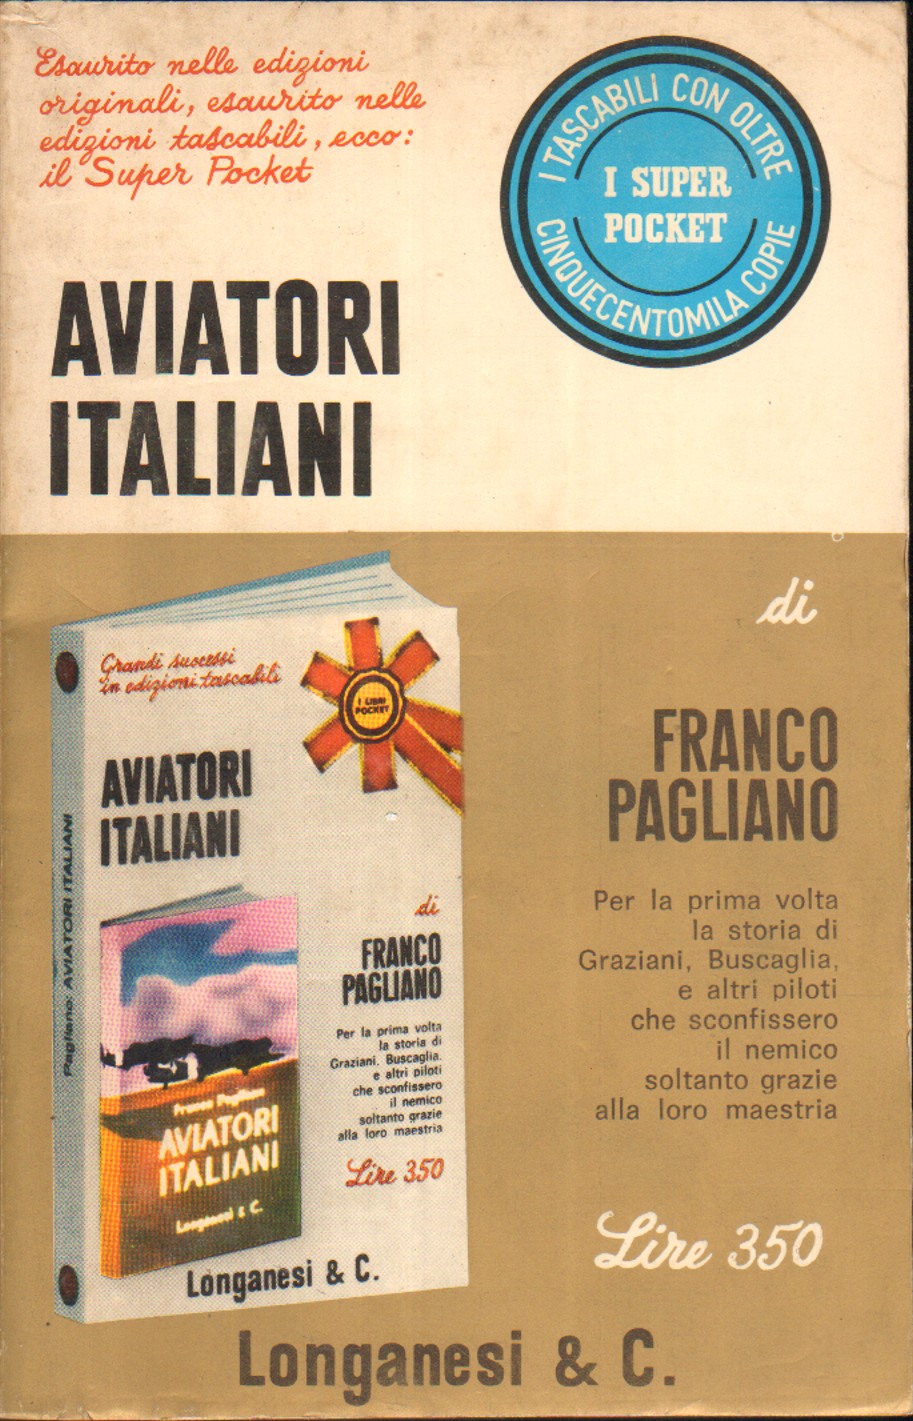 Esaurito nelle edizioni
originali, esaurito nelle
edizioni tascabili, ecco:
il Super Pocket
I TASCABILI CON OLTRE
I SUPER
POCKET
CINQUECENTOMILA COPIE
AVIATORI
ITALIANI
di
FRANCO
PAGLIANO
Per la prima volta
la storia di
Graziani, Buscaglia,
e altri piloti
che sconfissero
il nemico
soltanto grazie
alla loro maestria
Lire 350
Grandi successi
in edizioni tascabili
I LIBRI
POCKET
AVIATORI
ITALIANI
Pagliano: AVIATORI ITALIANI
di
FRANCO
PAGLIANO
Per la prima volta
la storia di
Graziani, Buscaglia,
e altri piloti
che sconfissero
il nemico
soltanto grazie
alla loro maestria
Lire 350
Franco Pagliano
AVIATORI
ITALIANI
Longanesi & C.
Longanesi & C.
Longanesi & C.